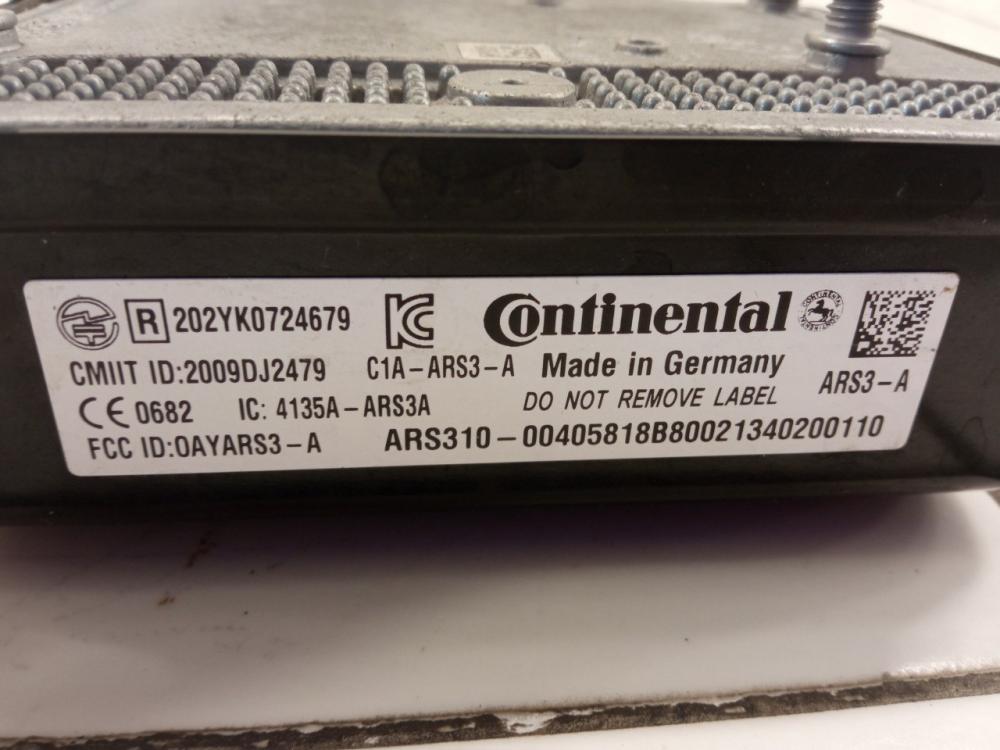 R 202YK0724679 Continental
CMIIT ID:2009DJ2479 C1A-ARS3-A Made in Germany
CE 0682 IC: 4135A-ARS3A DO NOT REMOVE LABEL ARS3-A
FCC ID:OAYARS3-A ARS310-00405818B80021340200110